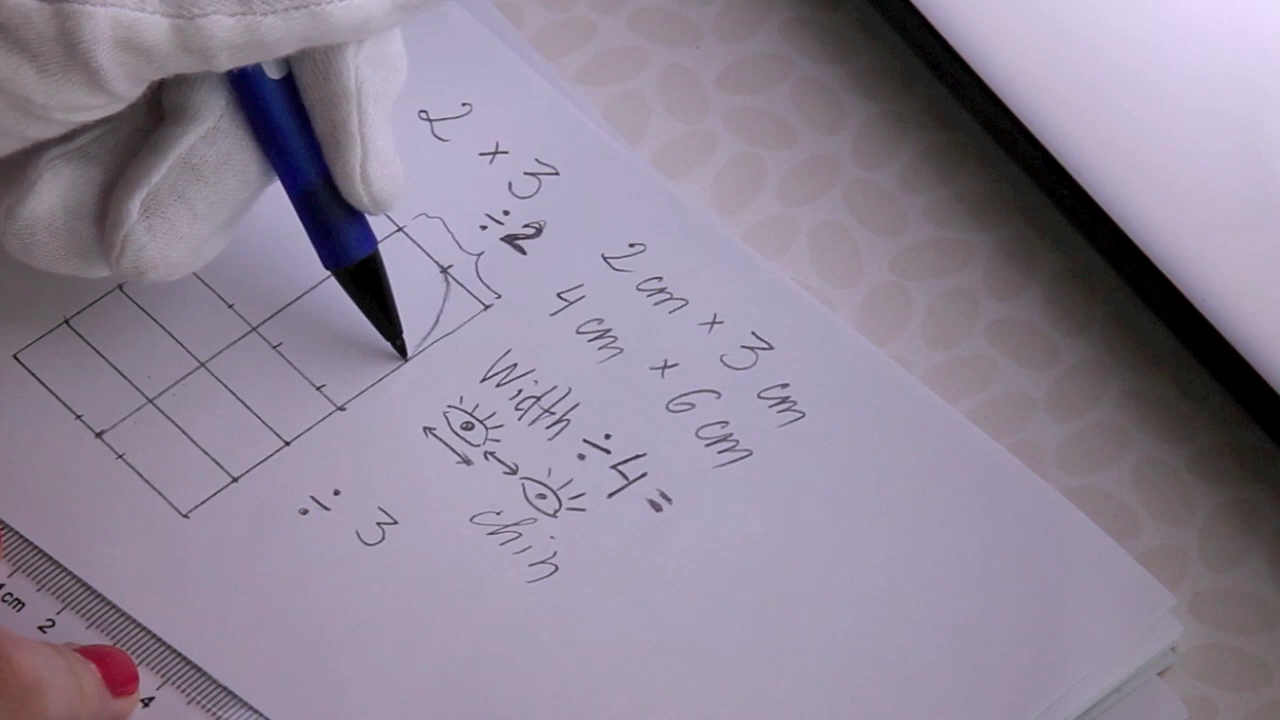 2 × 3
÷2
2 cm × 3 cm
4 cm × 6 cm
Width ÷4 =
chin
÷ 3
cm 2
4